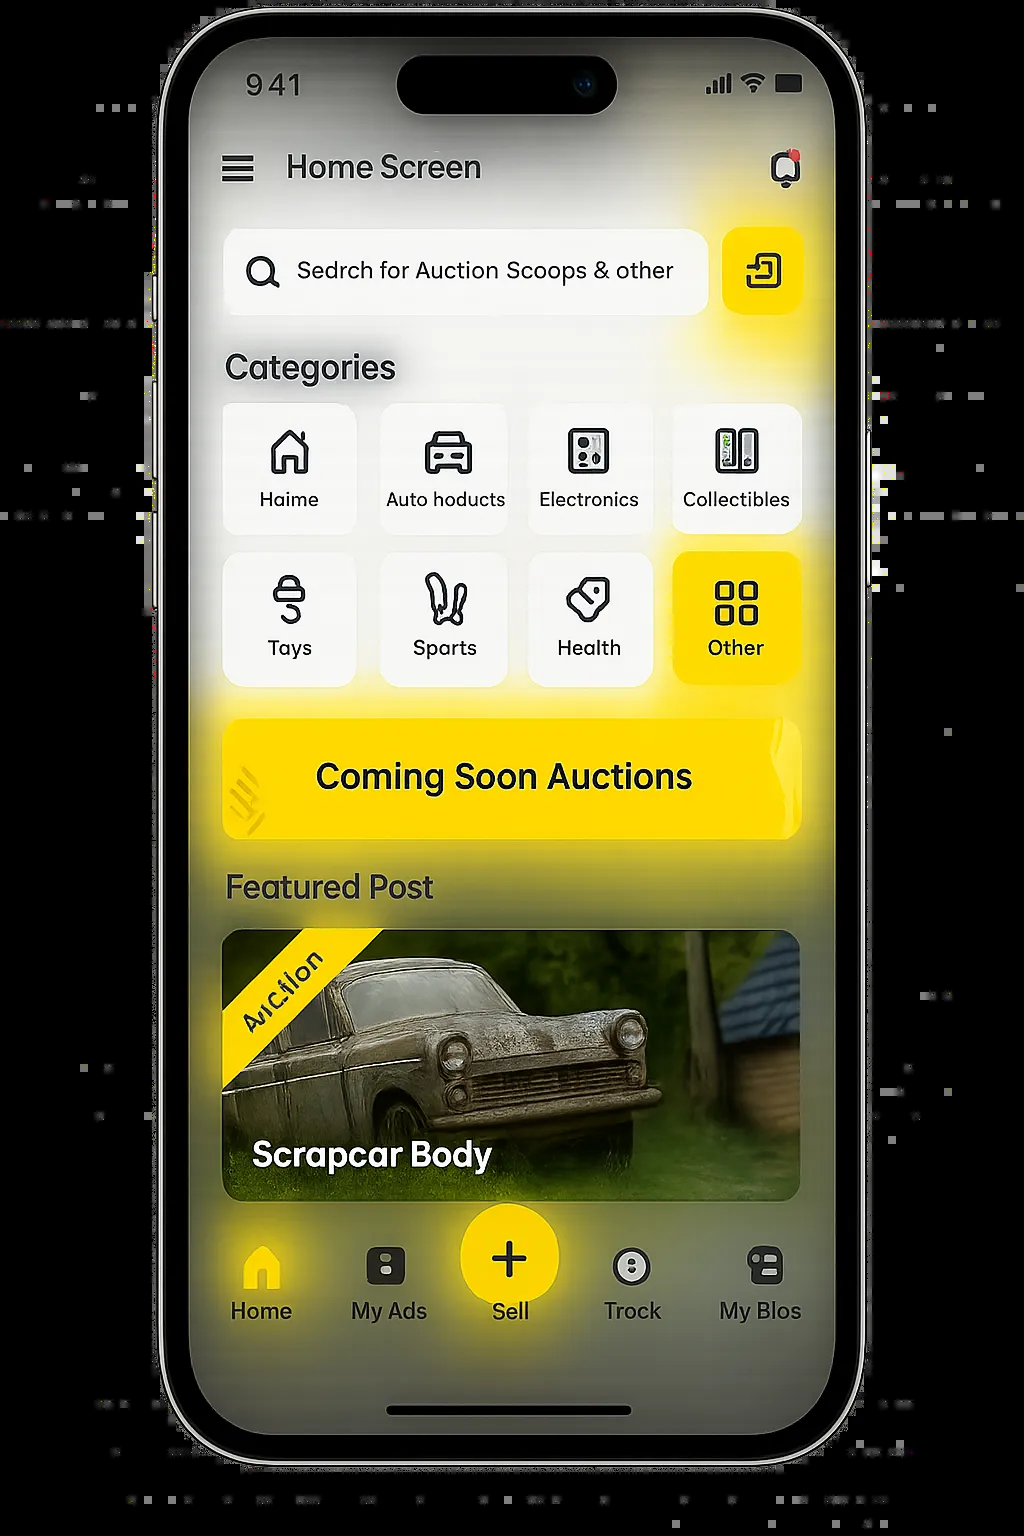 9 41
Home Screen
Sedrch for Auction Scoops & other
Categories
Haime
Auto hoducts
Electronics
Collectibles
Tays
Sparts
Health
Other
Coming Soon Auctions
Featured Post
Scrapcar Body
Home
My Ads
Sell
Trock
My Blos